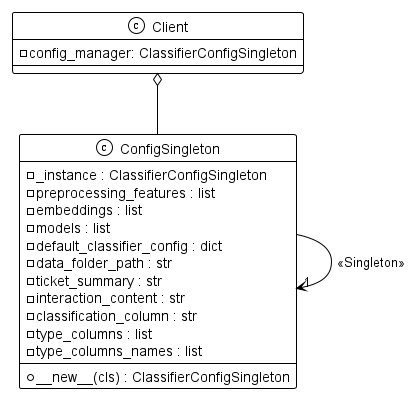 C Client
config_manager: ClassifierConfigSingleton
C ConfigSingleton
_instance : ClassifierConfigSingleton
preprocessing_features : list
embeddings : list
models : list
default_classifier_config : dict
data_folder_path : str
ticket_summary : str
interaction_content : str
classification_column : str
type_columns : list
type_columns_names : list
__new__(cls) : ClassifierConfigSingleton
«Singleton»